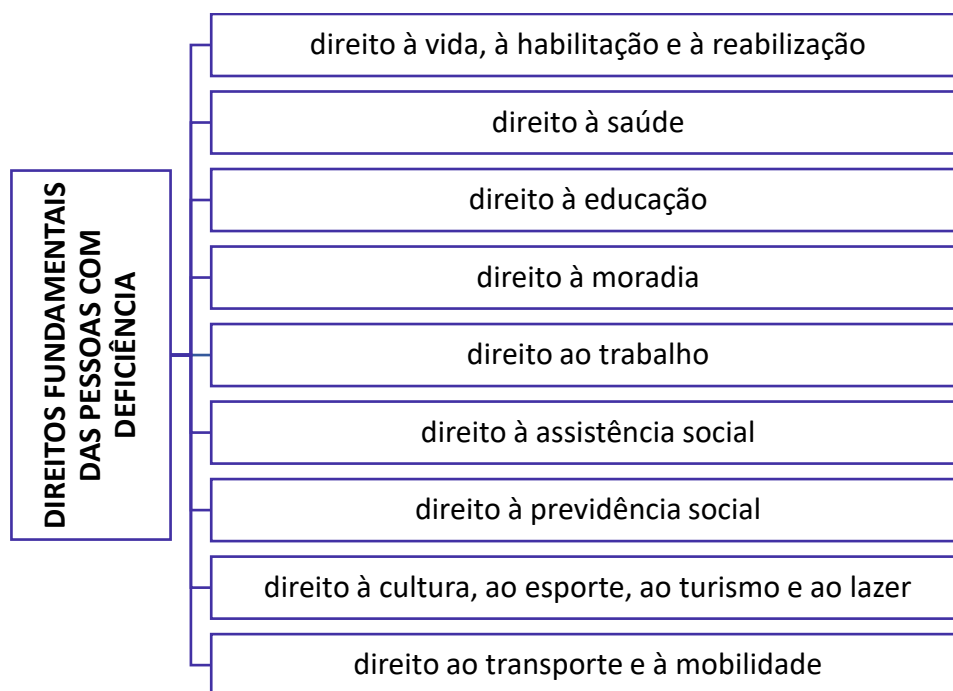 DIREITOS FUNDAMENTAIS
DAS PESSOAS COM
DEFICIÊNCIA
direito à vida, à habilitação e à reabilização
direito à saúde
direito à educação
direito à moradia
direito ao trabalho
direito à assistência social
direito à previdência social
direito à cultura, ao esporte, ao turismo e ao lazer
direito ao transporte e à mobilidade